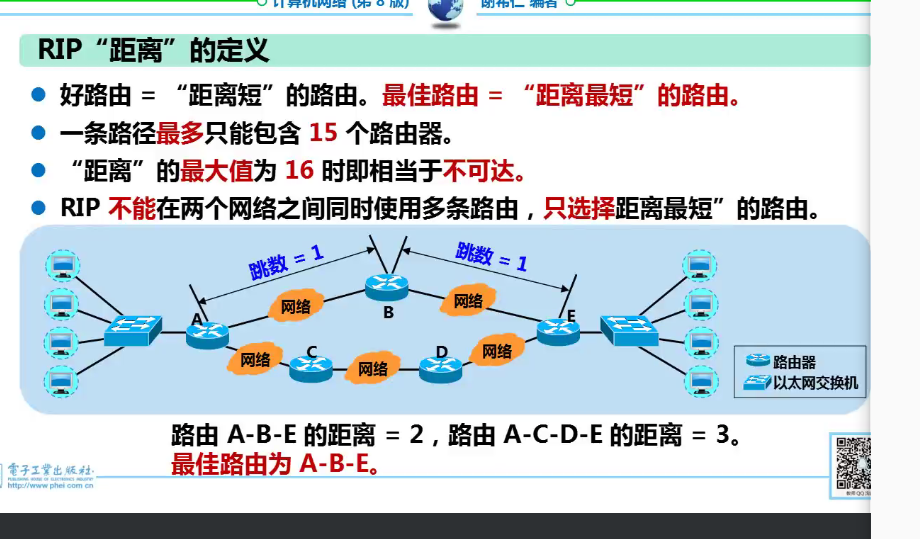 计算机网络 (第 8 版)
谢希仁 编著
RIP“距离”的定义
好路由 = “距离短”的路由。最佳路由 = “距离最短”的路由。
一条路径最多只能包含 15 个路由器。
“距离”的最大值为 16 时即相当于不可达。
RIP 不能在两个网络之间同时使用多条路由，只选择距离最短”的路由。
跳数 = 1
跳数 = 1
网络
B
网络
A
E
网络
C
网络
D
网络
路由器
以太网交换机
路由 A-B-E 的距离 = 2，路由 A-C-D-E 的距离 = 3。
最佳路由为 A-B-E。
電子工業出版社
PUBLISHING HOUSE OF ELECTRONICS INDUSTRY
http://www.phei.com.cn